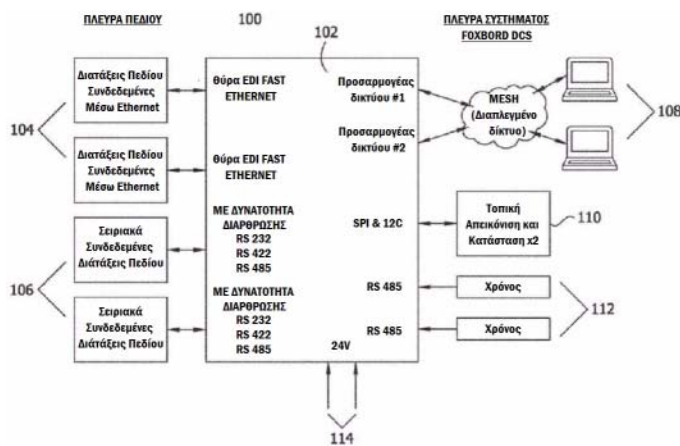 ΠΛΕΥΡΑ ΠΕΔΙΟΥ
100
ΠΛΕΥΡΑ ΣΥΣΤΗΜΑΤΟΣ
FOXBORD DCS
102
Διατάξεις Πεδίου
Συνδεδεμένες
Μέσω Ethernet
Διατάξεις Πεδίου
Συνδεδεμένες
Μέσω Ethernet
104
Σειριακά
Συνδεδεμένες
Διάτάξεις Πεδίου
Σειριακά
Συνδεδεμένες
Διάτάξεις Πεδίου
106
Θύρα EDI FAST
ETHERNET
Θύρα EDI FAST
ETHERNET
ΜΕ ΔΥΝΑΤΟΤΗΤΑ
ΔΙΑΡΘΡΩΣΗΣ
RS 232
RS 422
RS 485
ΜΕ ΔΥΝΑΤΟΤΗΤΑ
ΔΙΑΡΘΡΩΣΗΣ
RS 232
RS 422
RS 485
Προσαρμογέας
δικτύου #1
Προσαρμογέας
δικτύου #2
SPI & 12C
RS 485
RS 485
24V
MESH
(Διαπλεγμένο
δίκτυο)
108
Τοπική
Απεικόνιση και
Κατάσταση x2
110
Χρόνος
Χρόνος
112
114